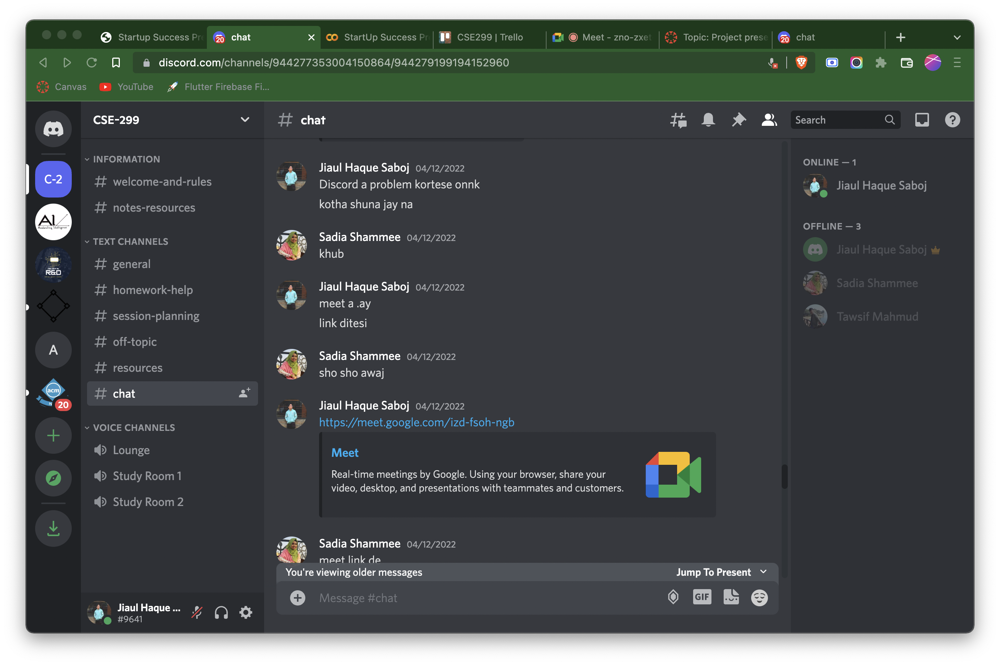 Startup Success Pre
20
chat
StartUp Success Pr
CSE299 | Trello
Meet - zno-zxet
Topic: Project prese
20
chat
discord.com/channels/944277353004150864/944279199194152960
Canvas
YouTube
Flutter Firebase Fi...
CSE-299
chat
Search
C-2
AI
Accelerating Intelligence
R&D
A
acm
N
20
INFORMATION
welcome-and-rules
notes-resources
TEXT CHANNELS
general
homework-help
session-planning
off-topic
resources
chat
VOICE CHANNELS
Lounge
Study Room 1
Study Room 2
Jiaul Haque ...
#9641
Jiaul Haque Saboj 04/12/2022
Discord a problem kortese onnk
kotha shuna jay na
Sadia Shammee 04/12/2022
khub
Jiaul Haque Saboj 04/12/2022
meet a .ay
link ditesi
Sadia Shammee 04/12/2022
sho sho awaj
Jiaul Haque Saboj 04/12/2022
https://meet.google.com/izd-fsoh-ngb
Meet
Real-time meetings by Google. Using your browser, share your
video, desktop, and presentations with teammates and customers.
Sadia Shammee 04/12/2022
meet link de
You're viewing older messages
Jump To Present
Message #chat
GIF
ONLINE — 1
Jiaul Haque Saboj
OFFLINE — 3
Jiaul Haque Saboj
Sadia Shammee
Tawsif Mahmud